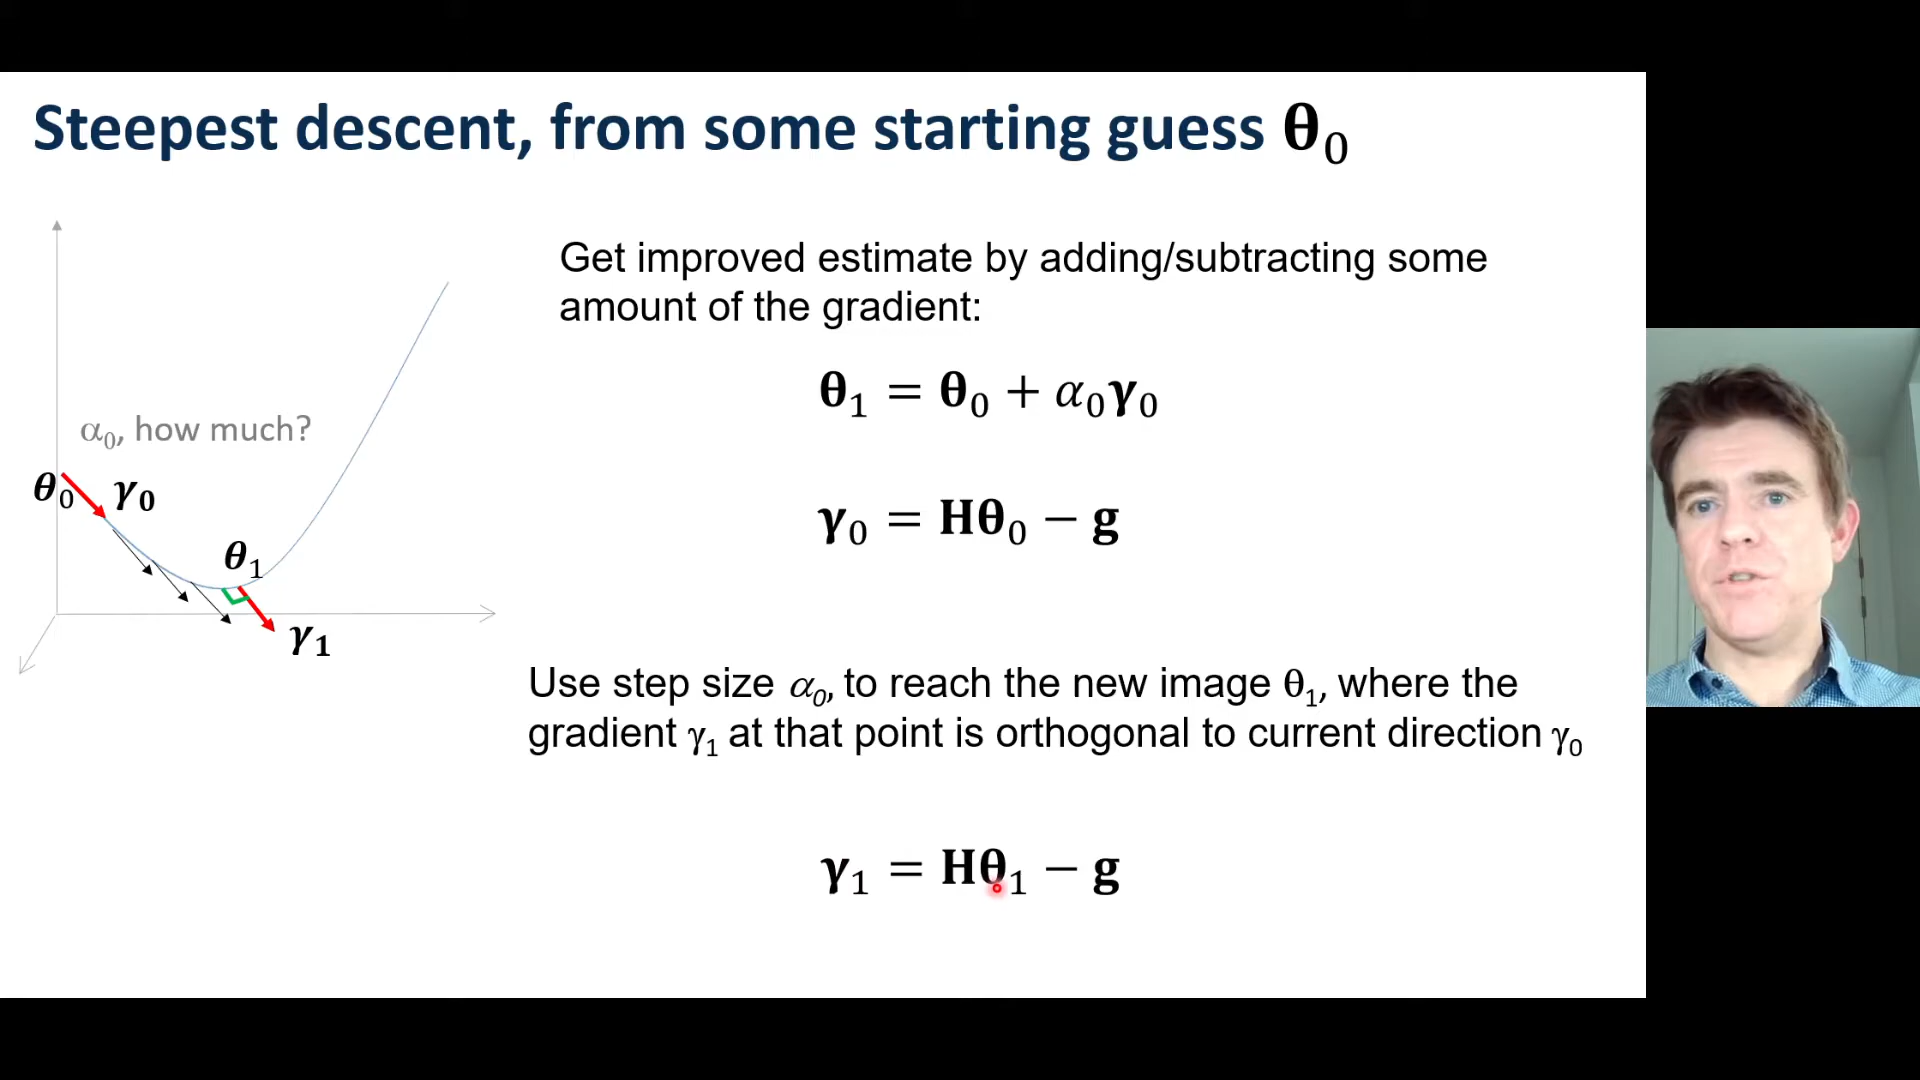 Steepest descent, from some starting guess θ₀
Get improved estimate by adding/subtracting some
amount of the gradient:
θ₁ = θ₀ + α₀γ₀
α₀, how much?
θ₀ γ₀
γ₀ = Hθ₀ − g
θ₁
γ₁
Use step size α₀, to reach the new image θ₁, where the
gradient γ₁ at that point is orthogonal to current direction γ₀
γ₁ = Hθ₁ − g